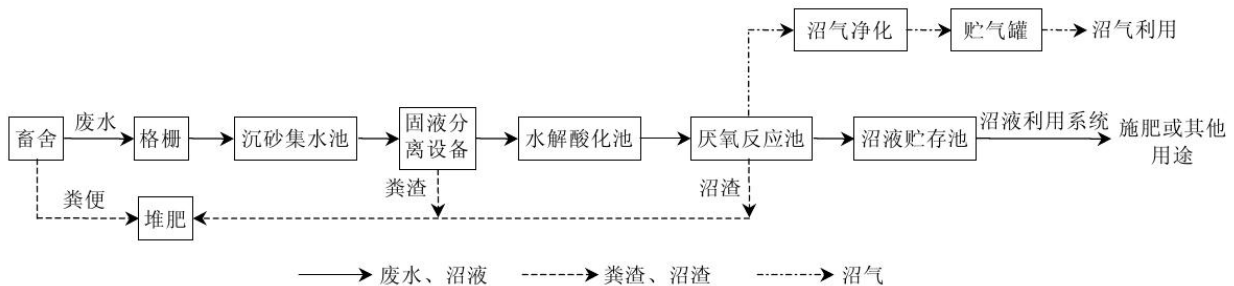 沼气净化
贮气罐
沼气利用
畜舍
废水
格栅
沉砂集水池
固液分
离设备
水解酸化池
厌氧反应池
沼液贮存池
沼液利用系统
施肥或其他
用途
粪便
堆肥
粪渣
沼渣
废水、沼液
粪渣、沼渣
沼气